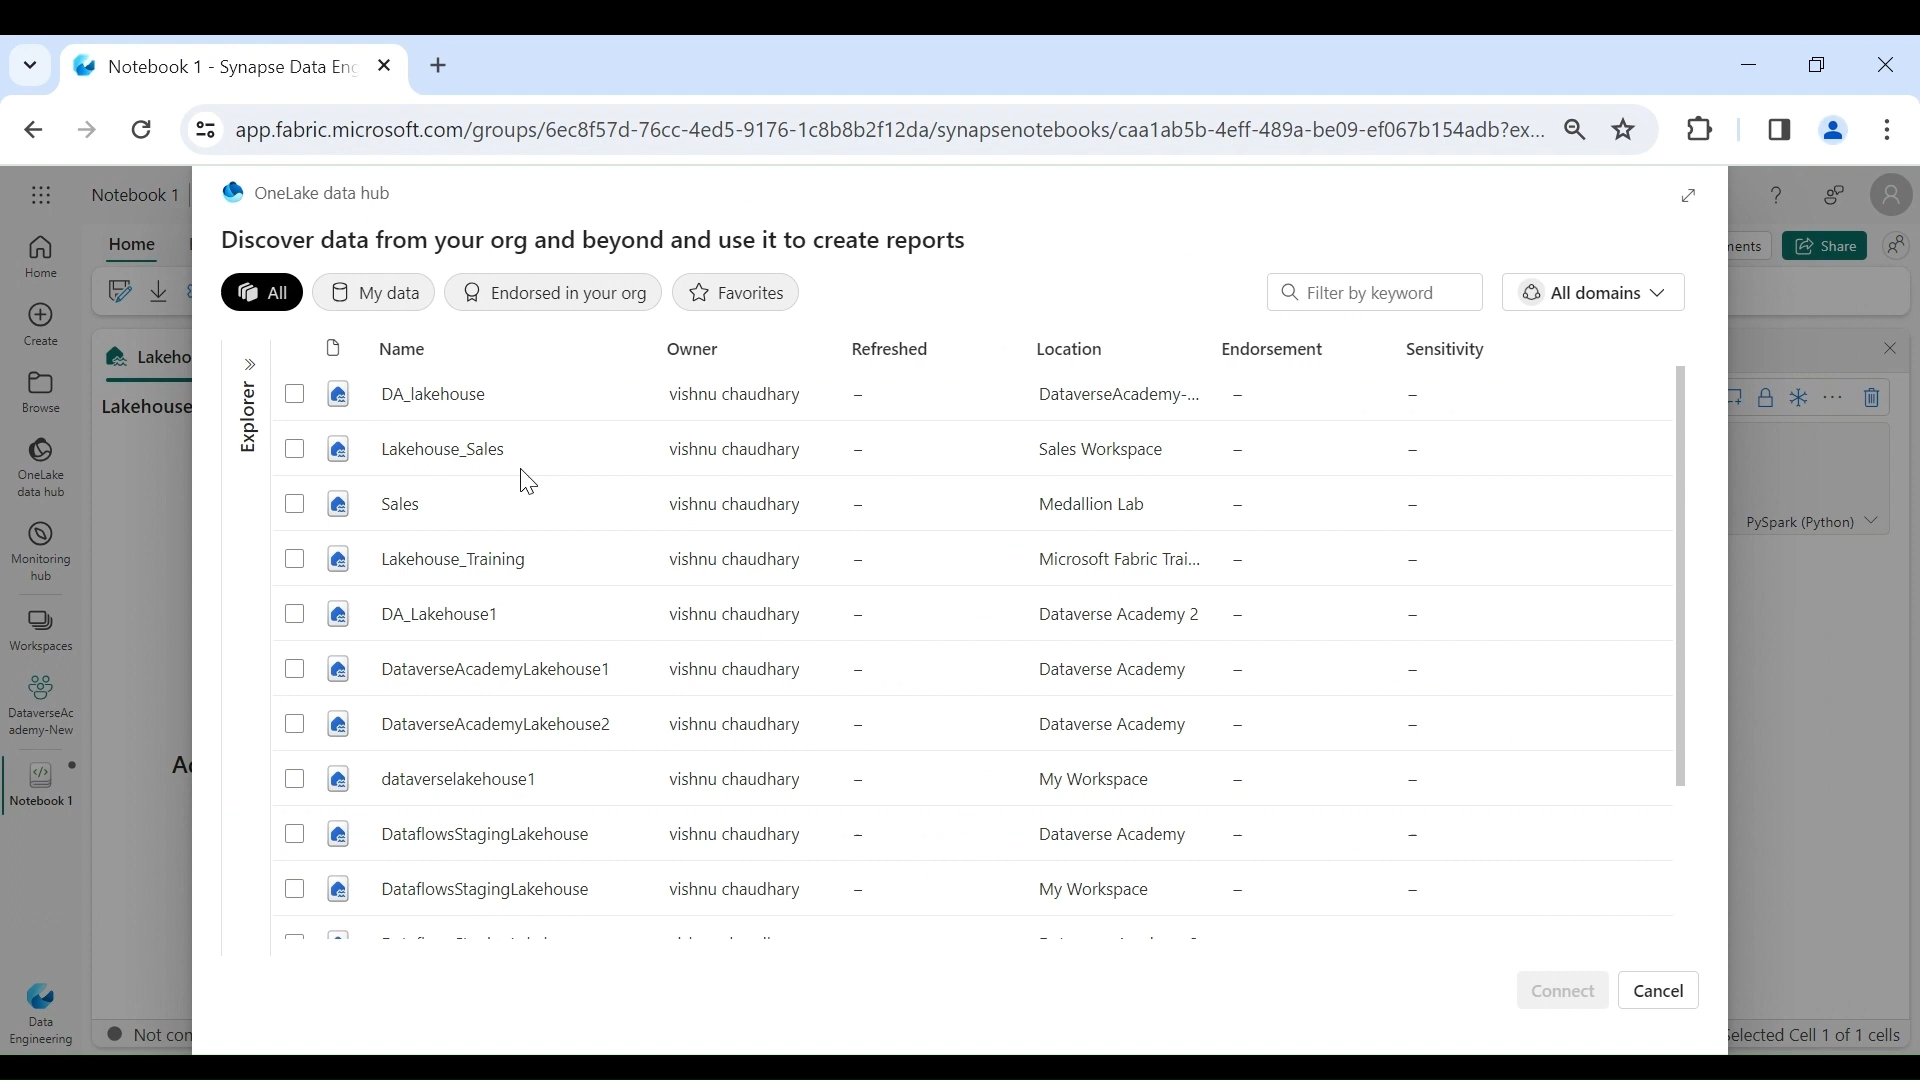 Notebook 1 - Synapse Data Eng
app.fabric.microsoft.com/groups/6ec8f57d-76cc-4ed5-9176-1c8b8b2f12da/synapsenotebooks/caa1ab5b-4eff-489a-be09-ef067b154adb?ex...
Notebook 1
OneLake data hub
Discover data from your org and beyond and use it to create reports
Home
Share
Home
All
My data
Endorsed in your org
Favorites
Filter by keyword
All domains
Create
Explorer
Name Owner Refreshed Location Endorsement Sensitivity
DA_lakehouse vishnu chaudhary - DataverseAcademy-... - -
Lakehouse_Sales vishnu chaudhary - Sales Workspace - -
Sales vishnu chaudhary - Medallion Lab - -
Lakehouse_Training vishnu chaudhary - Microsoft Fabric Trai... - -
DA_Lakehouse1 vishnu chaudhary - Dataverse Academy 2 - -
DataverseAcademyLakehouse1 vishnu chaudhary - Dataverse Academy - -
DataverseAcademyLakehouse2 vishnu chaudhary - Dataverse Academy - -
dataverselakehouse1 vishnu chaudhary - My Workspace - -
DataflowsStagingLakehouse vishnu chaudhary - Dataverse Academy - -
DataflowsStagingLakehouse vishnu chaudhary - My Workspace - -
Connect
Cancel
Lakehouse
Browse
OneLake
data hub
Monitoring
hub
Workspaces
DataverseAc
ademy-New
Notebook 1
Data
Engineering
PySpark (Python)
Not con
Selected Cell 1 of 1 cells